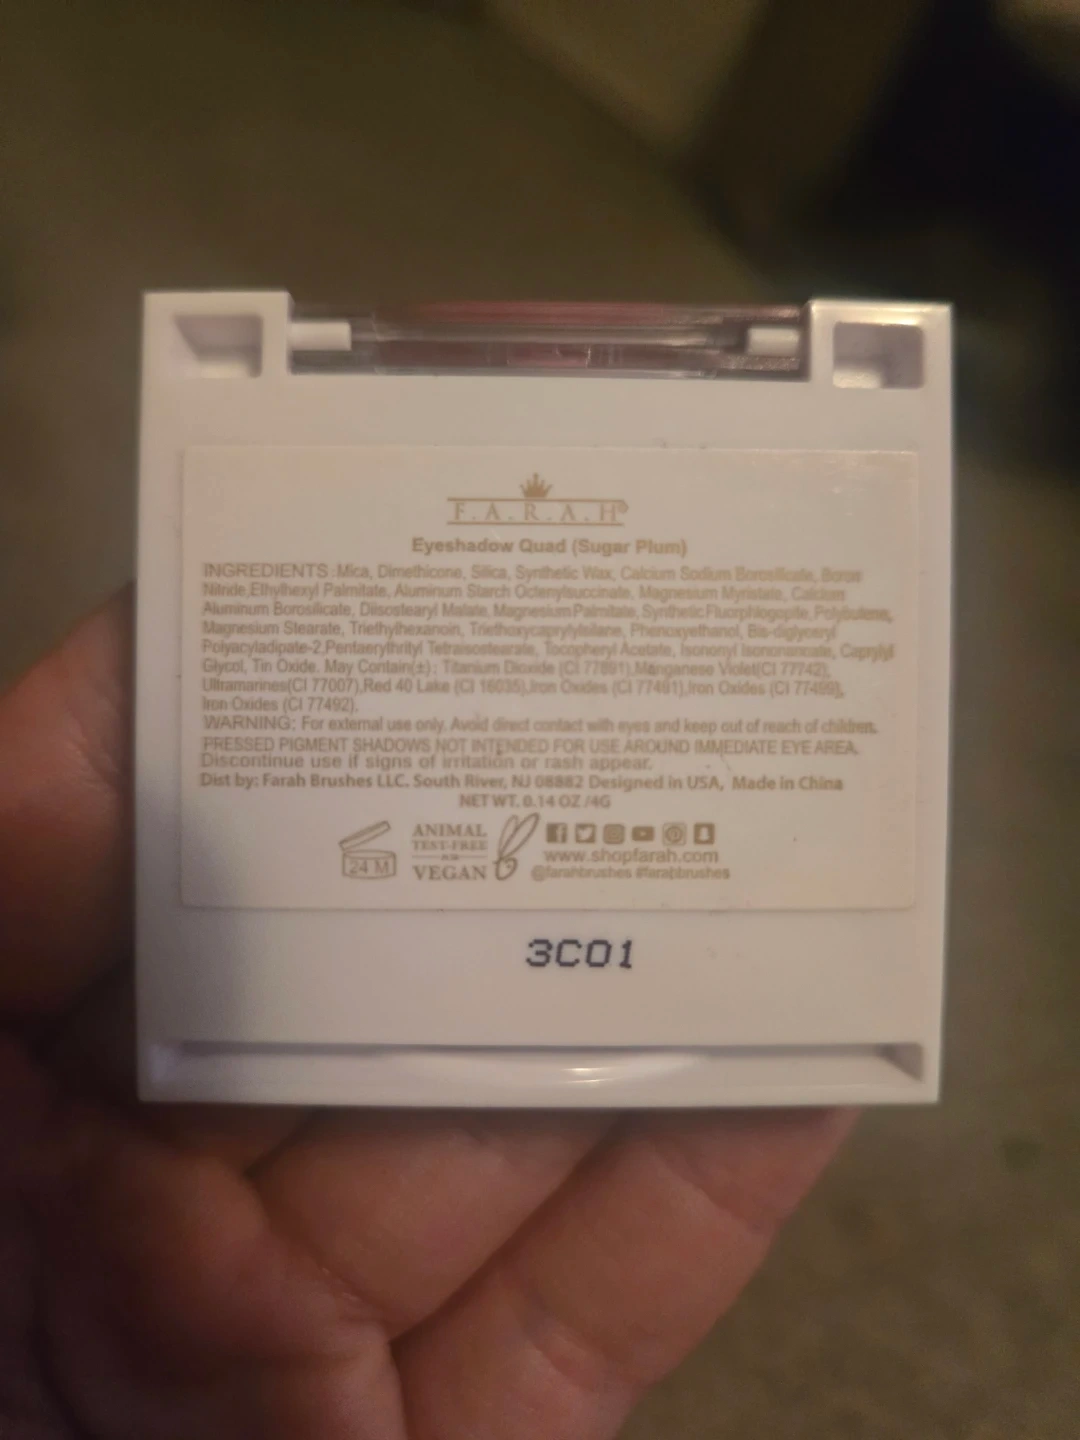 F.A.R.A.H®
Eyeshadow Quad (Sugar Plum)
INGREDIENTS :Mica, Dimethicone, Silica, Synthetic Wax, Calcium Sodium Borosilicate, Boron
Nitride,Ethylhexyl Palmitate, Aluminum Starch Octenylsuccinate, Magnesium Myristate, Calcium
Aluminum Borosilicate, Diisostearyl Malate, Magnesium Palmitate, Synthetic Fluorphlogopite, Polybutene,
Magnesium Stearate, Triethylhexanoin, Phenoxyethanol, Bis-diglyceryl
Polyacyladipate-2,Pentaerythrityl Tetraisostearate, Tocopheryl Acetate, Isononyl Isononanoate, Caprylyl
Glycol, Tin Oxide. May Contain(±): Titanium Dioxide (CI 77891),Manganese Violet(CI 77742),
Ultramarines(CI 77007),Red 40 Lake (CI 16035),Iron Oxides (CI 77491),Iron Oxides (CI 77499),
Iron Oxides (CI 77492).
WARNING: For external use only. Avoid direct contact with eyes and keep out of reach of children.
PRESSED PIGMENT SHADOWS NOT INTENDED FOR USE AROUND IMMEDIATE EYE AREA.
Discontinue use if signs of irritation or rash appear.
Dist by: Farah Brushes LLC. South River, NJ 08882 Designed in USA, Made in China
NET WT. 0.14 OZ /4G
24 M
ANIMAL
TEST-FREE
VEGAN
www.shopfarah.com
@farahbrushes #farahbrushes
3C01